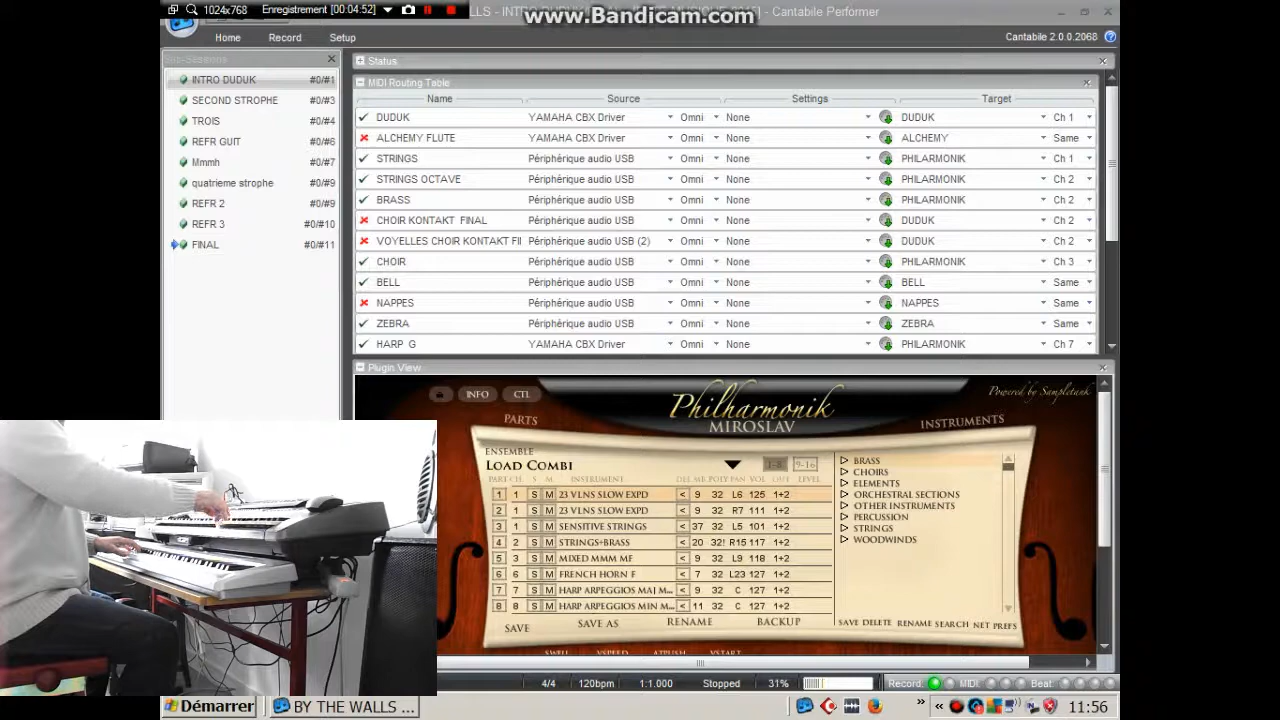 1024x768 Enregistrement (00:04.52)
www.Bandicam.com
Cantabile Performer
Home Record Setup Cantabile 2.0.0.2068
Sub-Sessions
INTRO DUDUK #0/#1
SECOND STROPHE #0/#3
TROIS #0/#4
REFR GUIT #0/#6
Mmmh #0/#7
quatrieme strophe #0/#9
REFR 2 #0/#9
REFR 3 #0/#10
FINAL #0/#11
Status
MIDI Routing Table
Name Source Settings Target
DUDUK YAMAHA CBX Driver Omni None DUDUK Ch 1
ALCHEMY FLUTE YAMAHA CBX Driver Omni None ALCHEMY Same
STRINGS Périphérique audio USB Omni None PHILARMONIK Ch 1
STRINGS OCTAVE Périphérique audio USB Omni None PHILARMONIK Ch 2
BRASS Périphérique audio USB Omni None PHILARMONIK Ch 2
CHOIR KONTAKT FINAL Périphérique audio USB Omni None DUDUK Ch 2
VOYELLES CHOIR KONTAKT FI Périphérique audio USB (2) Omni None DUDUK Ch 2
CHOIR Périphérique audio USB Omni None PHILARMONIK Ch 3
BELL Périphérique audio USB Omni None BELL Same
NAPPES Périphérique audio USB Omni None NAPPES Same
ZEBRA Périphérique audio USB Omni None ZEBRA Same
HARP G YAMAHA CBX Driver Omni None PHILARMONIK Ch 7
Plugin View
INFO CTL Philharmonik Powered by Sampletank
PARTS MIROSLAV INSTRUMENTS
ENSEMBLE
LOAD COMBI 1-8 9-16
PART CH S M INSTRUMENT DEL ME POLY PAN VOL OUT LEVEL
1 1 S M 23 VLNS SLOW EXPD < 9 32 L6 125 1+2
2 1 S M 23 VLNS SLOW EXPD < 9 32 R7 111 1+2
3 1 S M SENSITIVE STRINGS < 37 32 L5 101 1+2
4 2 S M STRINGS+BRASS < 20 32! R15 117 1+2
5 3 S M MIXED MMM MF < 9 32 L9 118 1+2
6 6 S M FRENCH HORN F < 7 32 L23 127 1+2
7 7 S M HARP ARPEGGIOS MAJ M... < 9 32 C 127 1+2
8 8 S M HARP ARPEGGIOS MIN M... < 11 32 C 127 1+2
SAVE SAVE AS RENAME BACKUP
BRASS
CHOIRS
ELEMENTS
ORCHESTRAL SECTIONS
OTHER INSTRUMENTS
PERCUSSION
STRINGS
WOODWINDS
SAVE DELETE RENAME SEARCH NET PREFS
4/4 120bpm 1:1.000 Stopped 31% Record: MIDI: Beat:
Démarrer BY THE WALLS ... 11:56